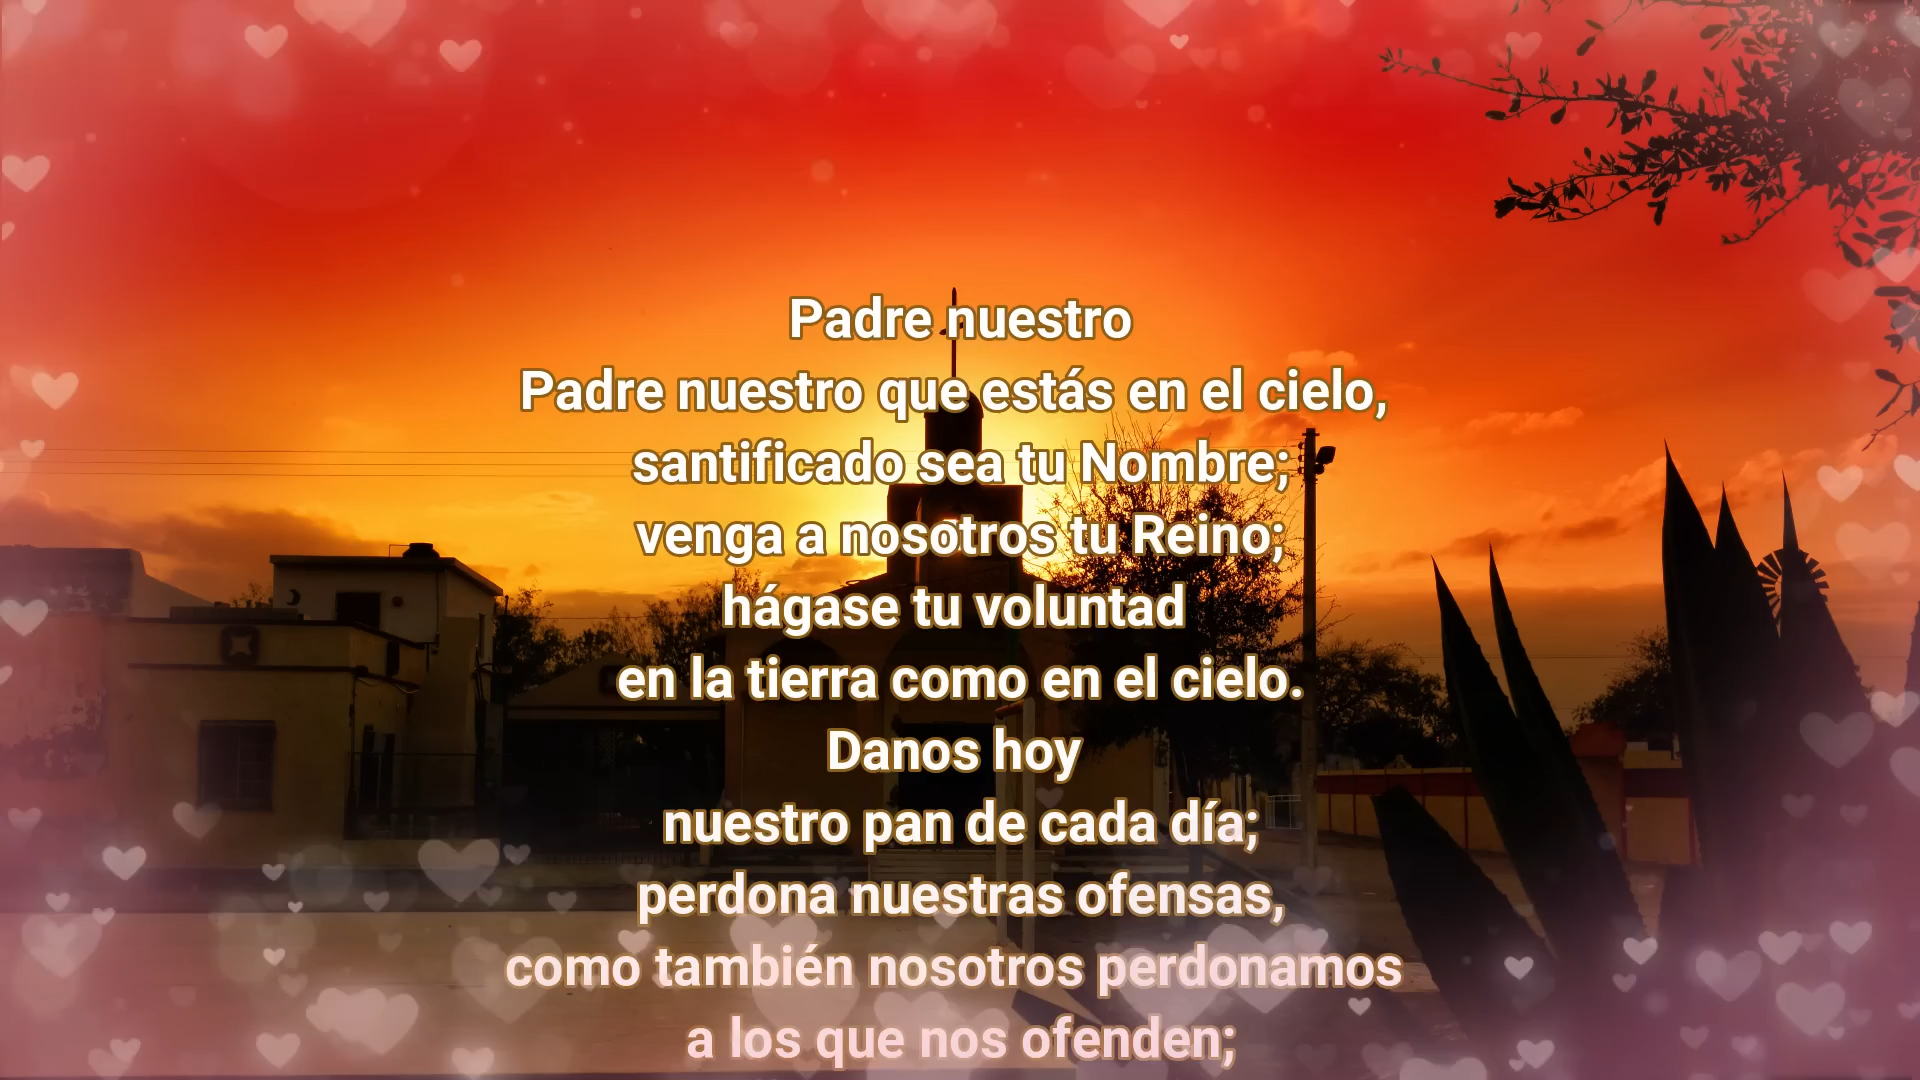 Padre nuestro
Padre nuestro que estás en el cielo,
santificado sea tu Nombre;
venga a nosotros tu Reino;
hágase tu voluntad
en la tierra como en el cielo.
Danos hoy
nuestro pan de cada día;
perdona nuestras ofensas,
como también nosotros perdonamos
a los que nos ofenden;